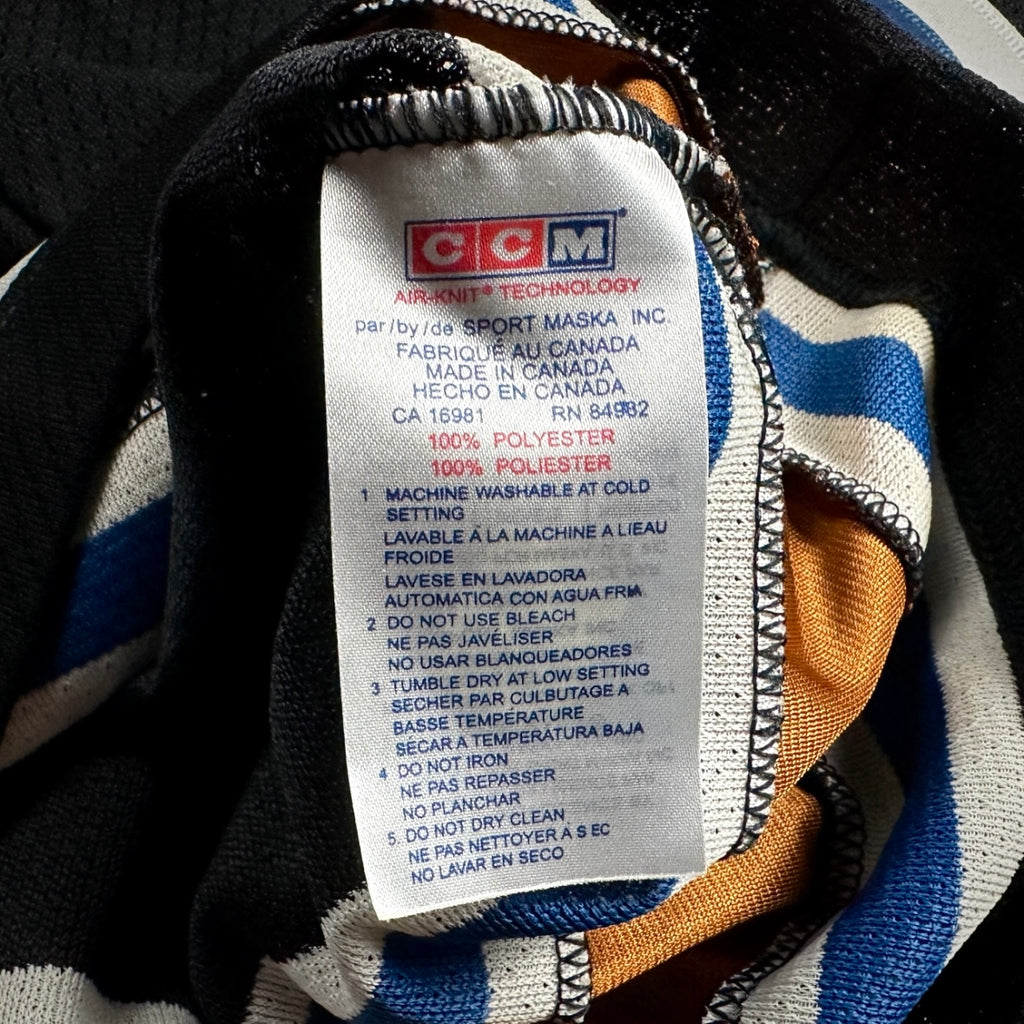 CCM®
AIR-KNIT® TECHNOLOGY
par/by/de SPORT MASKA INC.
FABRIQUÉ AU CANADA
MADE IN CANADA
HECHO EN CANADA
CA 16981 RN 84982
100% POLYESTER
100% POLIESTER
1 MACHINE WASHABLE AT COLD
SETTING
LAVABLE À LA MACHINE A LIEAU
FROIDE
LAVESE EN LAVADORA
AUTOMATICA CON AGUA FRIA
2 DO NOT USE BLEACH
NE PAS JAVÉLISER
NO USAR BLANQUEADORES
3 TUMBLE DRY AT LOW SETTING
SECHER PAR CULBUTAGE A
BASSE TEMPÉRATURE
SECAR A TEMPERATURA BAJA
4 DO NOT IRON
NE PAS REPASSER
NO PLANCHAR
5. DO NOT DRY CLEAN
NE PAS NETTOYER A S EC
NO LAVAR EN SECO